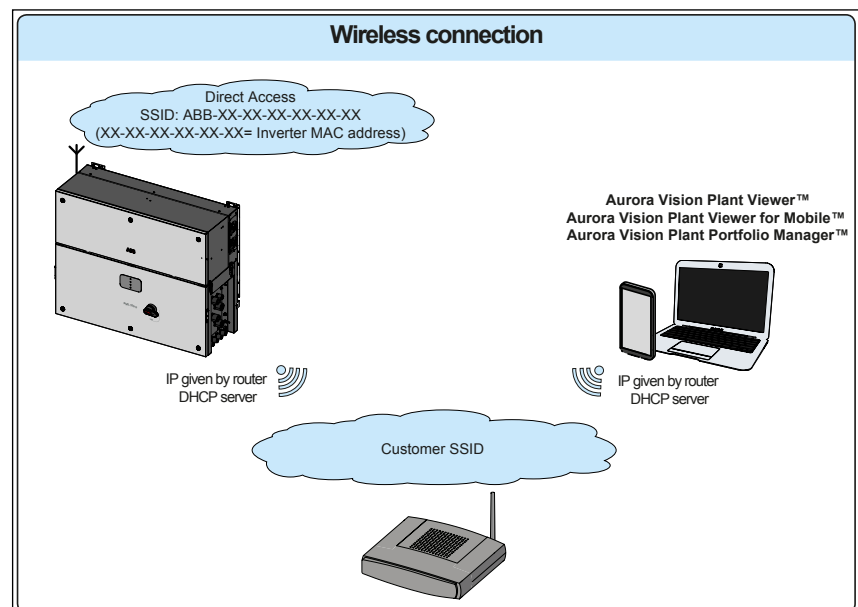 Wireless connection
Direct Access
SSID: ABB-XX-XX-XX-XX-XX-XX
(XX-XX-XX-XX-XX-XX= Inverter MAC address)
Aurora Vision Plant Viewer™
Aurora Vision Plant Viewer for Mobile™
Aurora Vision Plant Portfolio Manager™
ABB
IP given by router
DHCP server
IP given by router
DHCP server
Customer SSID